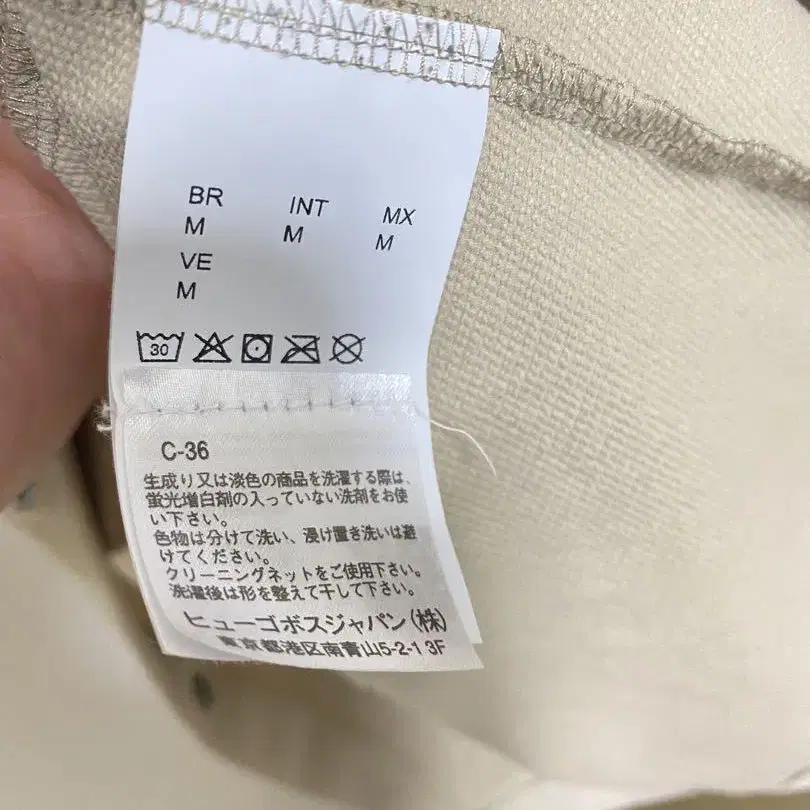 BR INT MX
M M M
VE
M
30
C-36
生成り又は淡色の商品を洗濯する際は、
蛍光増白剤の入っていない洗剤をお使
い下さい。
色物は分けて洗い、浸け置き洗いは避
けてください。
クリーニングネットをご使用下さい。
洗濯後は形を整えて干して下さい。
ヒューゴボスジャパン(株)
東京都港区南青山5-2-1 3F